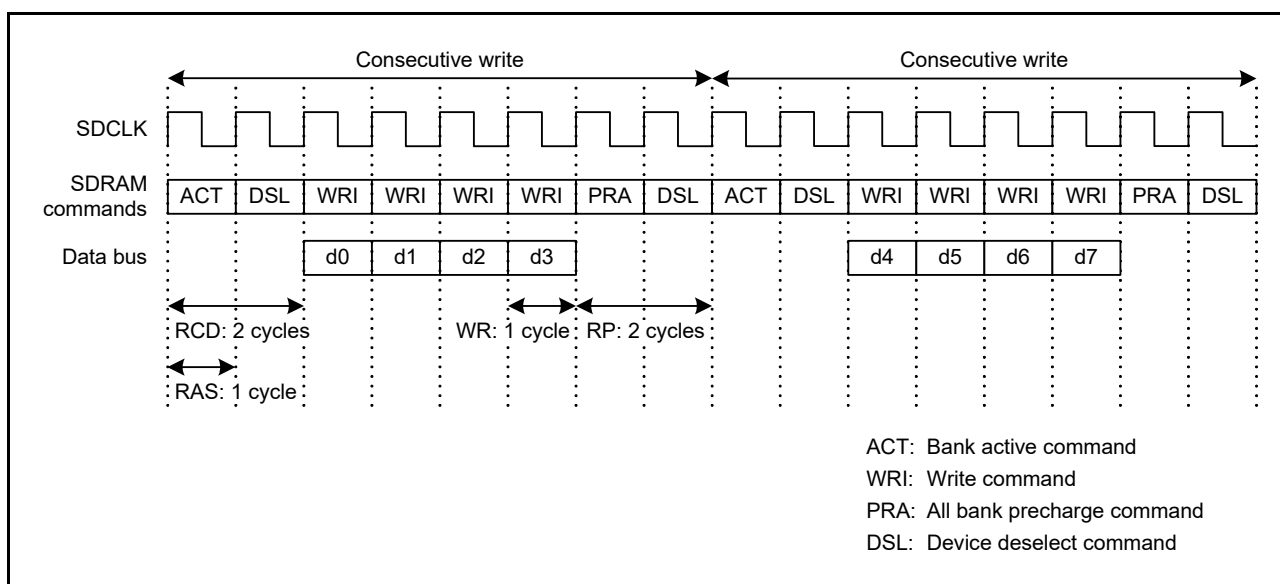 Consecutive write Consecutive write
SDCLK
SDRAM
commands
ACT DSL WRI WRI WRI WRI PRA DSL ACT DSL WRI WRI WRI WRI PRA DSL
Data bus d0 d1 d2 d3 d4 d5 d6 d7
RCD: 2 cycles WR: 1 cycle RP: 2 cycles
RAS: 1 cycle
ACT: Bank active command
WRI: Write command
PRA: All bank precharge command
DSL: Device deselect command